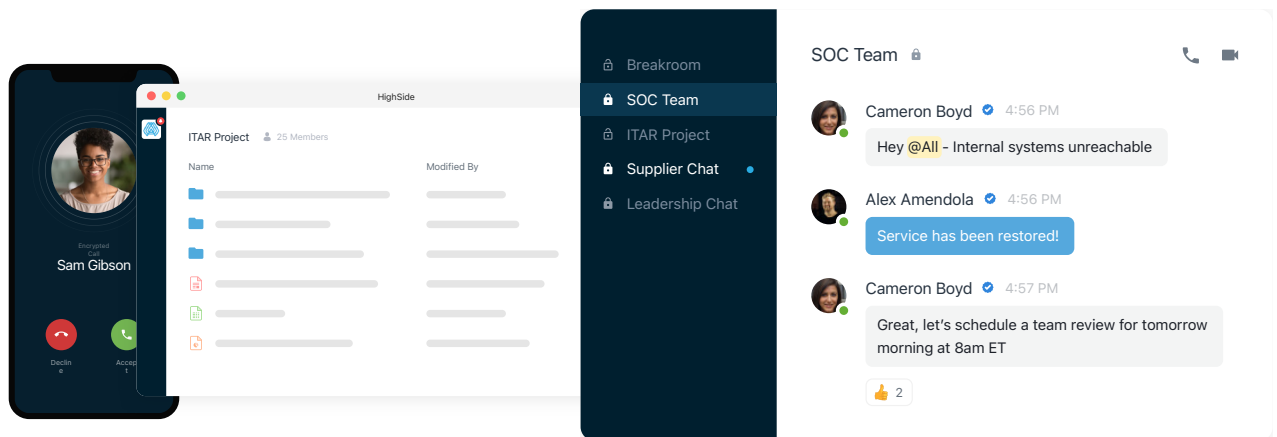 Encrypted
Call
Sam Gibson
Declin
e
Accep
t
HighSide
ITAR Project
25 Members
Name
Modified By
Breakroom
SOC Team
ITAR Project
Supplier Chat
Leadership Chat
SOC Team
Cameron Boyd 4:56 PM
Hey @All - Internal systems unreachable
Alex Amendola 4:56 PM
Service has been restored!
Cameron Boyd 4:57 PM
Great, let’s schedule a team review for tomorrow
morning at 8am ET
👍 2